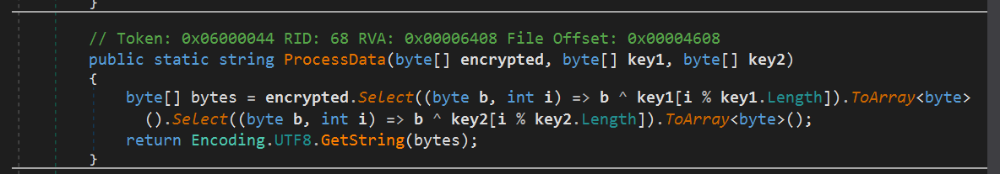 }
// Token: 0x06000044 RID: 68 RVA: 0x00006408 File Offset: 0x00004608
public static string ProcessData(byte[] encrypted, byte[] key1, byte[] key2)
{
byte[] bytes = encrypted.Select((byte b, int i) => b ^ key1[i % key1.Length]).ToArray<byte>
().Select((byte b, int i) => b ^ key2[i % key2.Length]).ToArray<byte>();
return Encoding.UTF8.GetString(bytes);
}